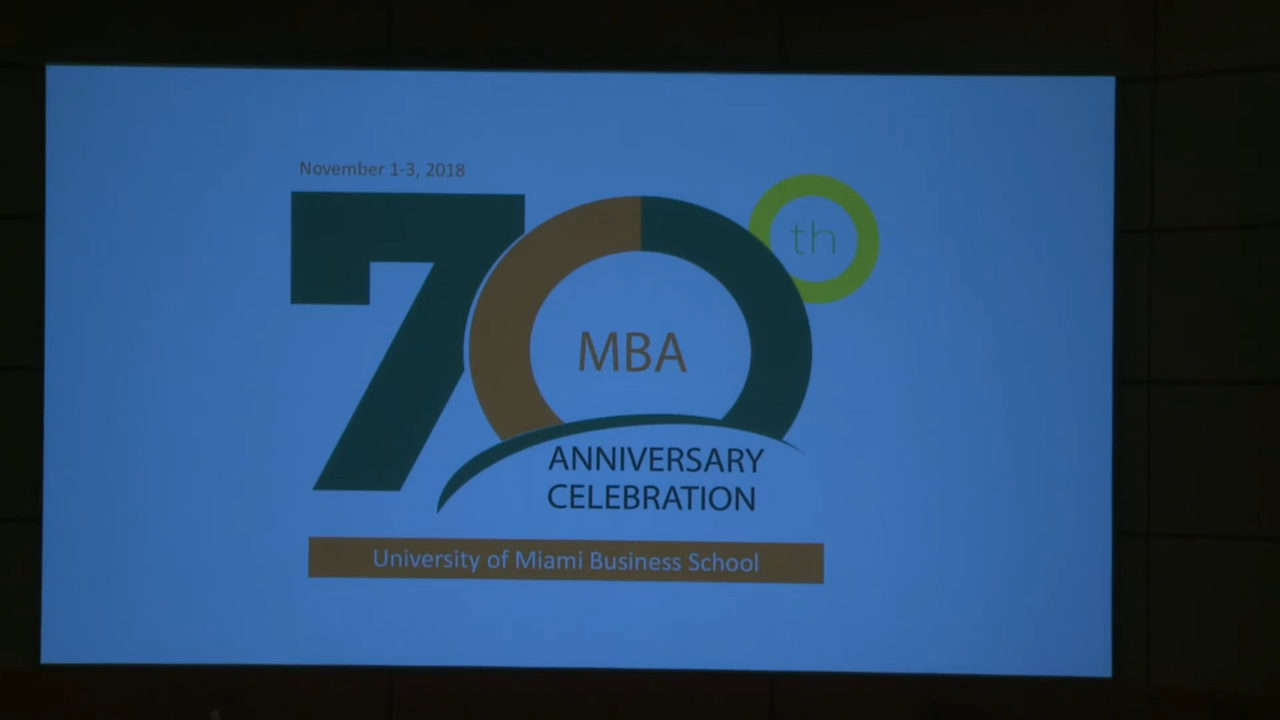 November 1-3, 2018
70th
MBA
ANNIVERSARY
CELEBRATION
University of Miami Business School